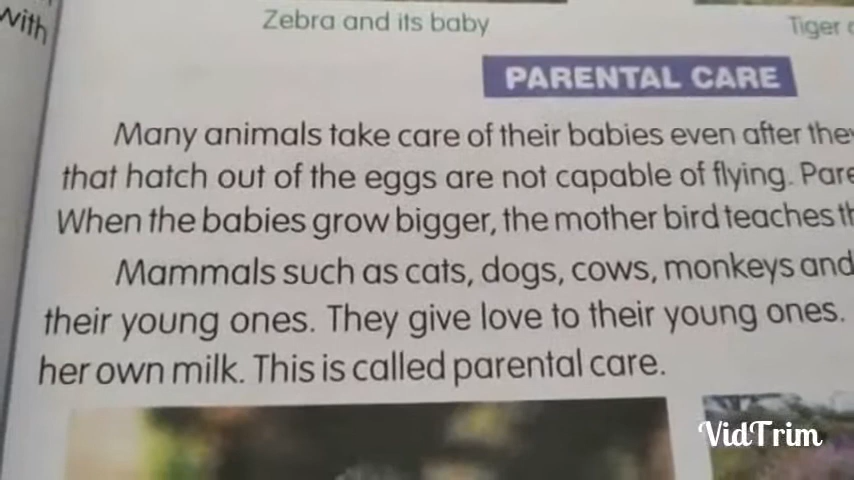 with
Zebra and its baby
Tiger
PARENTAL CARE
Many animals take care of their babies even after
that hatch out of the eggs are not capable of flying.
When the babies grow bigger, the mother bird teaches
Mammals such as cats, dogs, cows, monkeys and
their young ones. They give love to their young ones.
her own milk. This is called parental care.
VidTrim